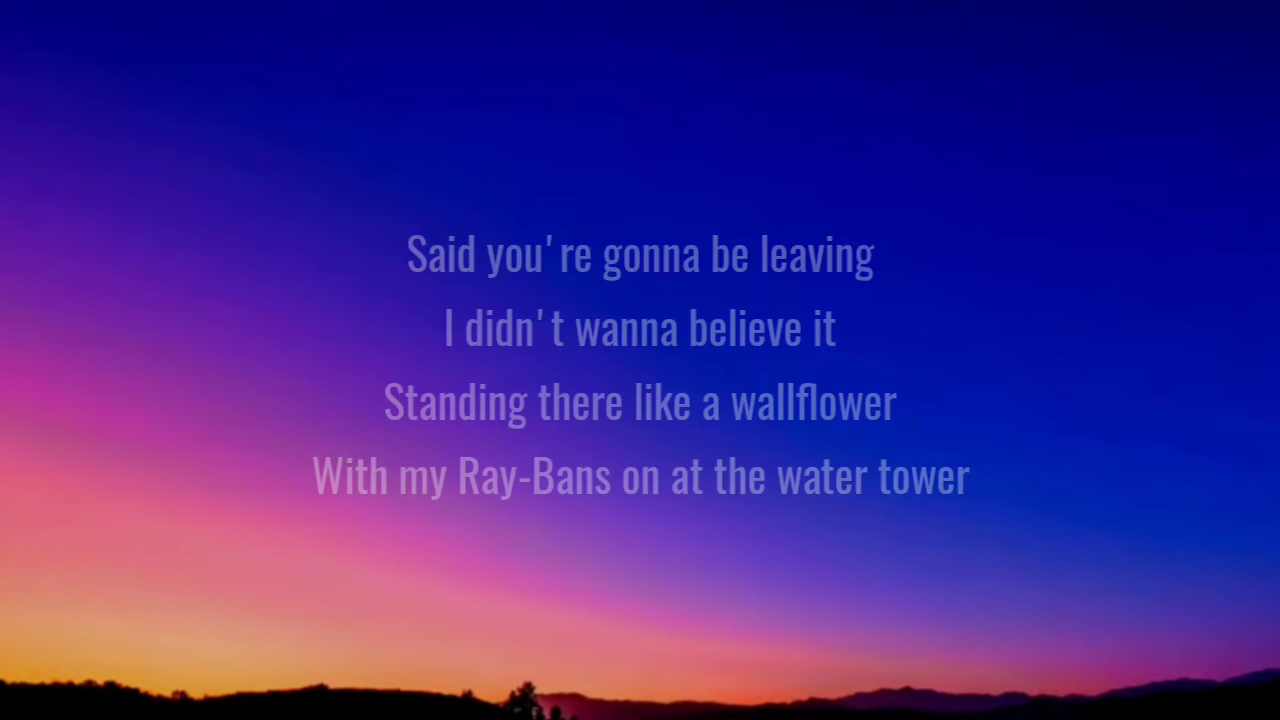 Said you're gonna be leaving
I didn't wanna believe it
Standing there like a wallflower
With my Ray-Bans on at the water tower